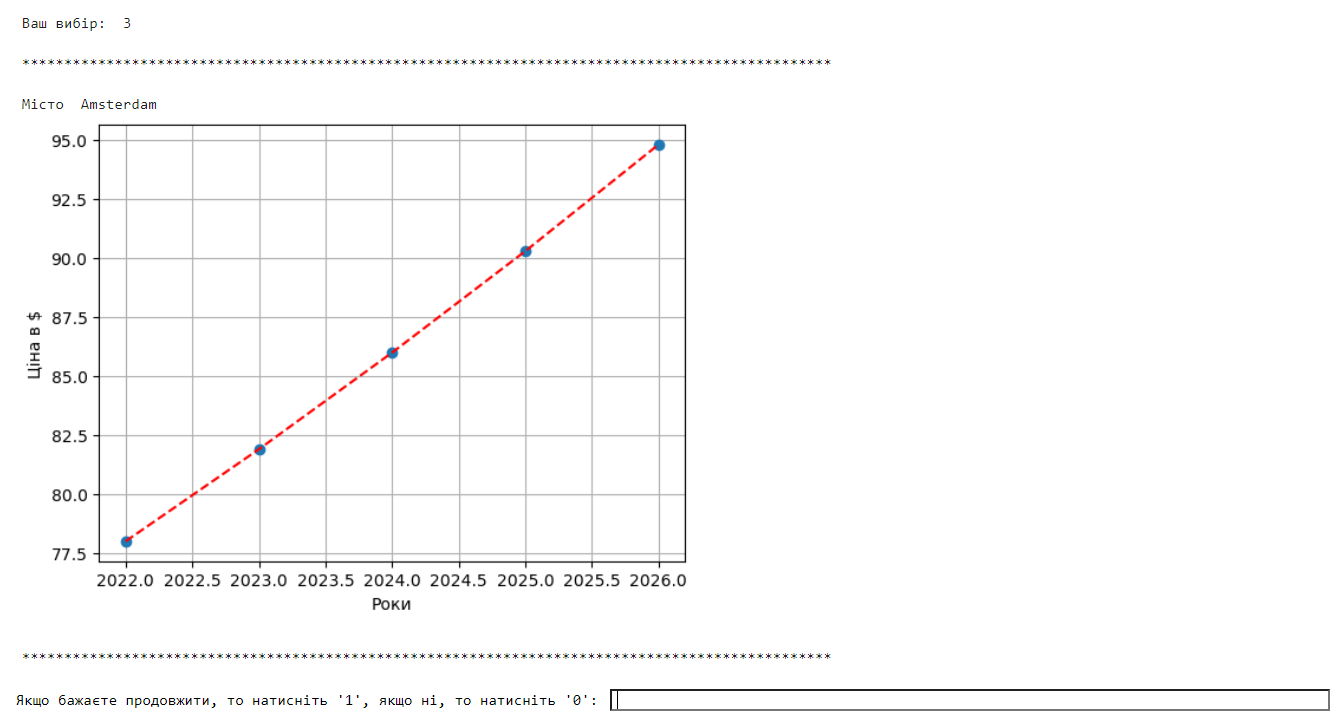 Ваш вибір: 3
************************************************************************************************
Місто Amsterdam
95.0
92.5
90.0
87.5
85.0
82.5
80.0
77.5
Ціна в $
2022.0 2022.5 2023.0 2023.5 2024.0 2024.5 2025.0 2025.5 2026.0
Роки
************************************************************************************************
Якщо бажаєте продовжити, то натисніть '1', якщо ні, то натисніть '0':